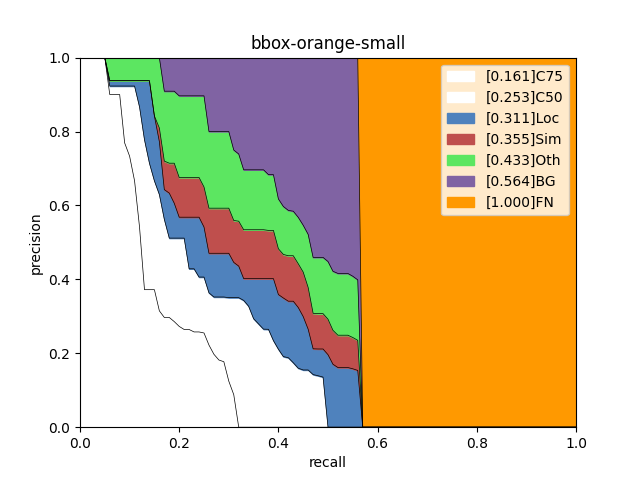 bbox-orange-small
1.0
0.8
0.6
0.4
0.2
0.0
precision
[0.161]C75
[0.253]C50
[0.311]Loc
[0.355]Sim
[0.433]Oth
[0.564]BG
[1.000]FN
0.0 0.2 0.4 0.6 0.8 1.0
recall